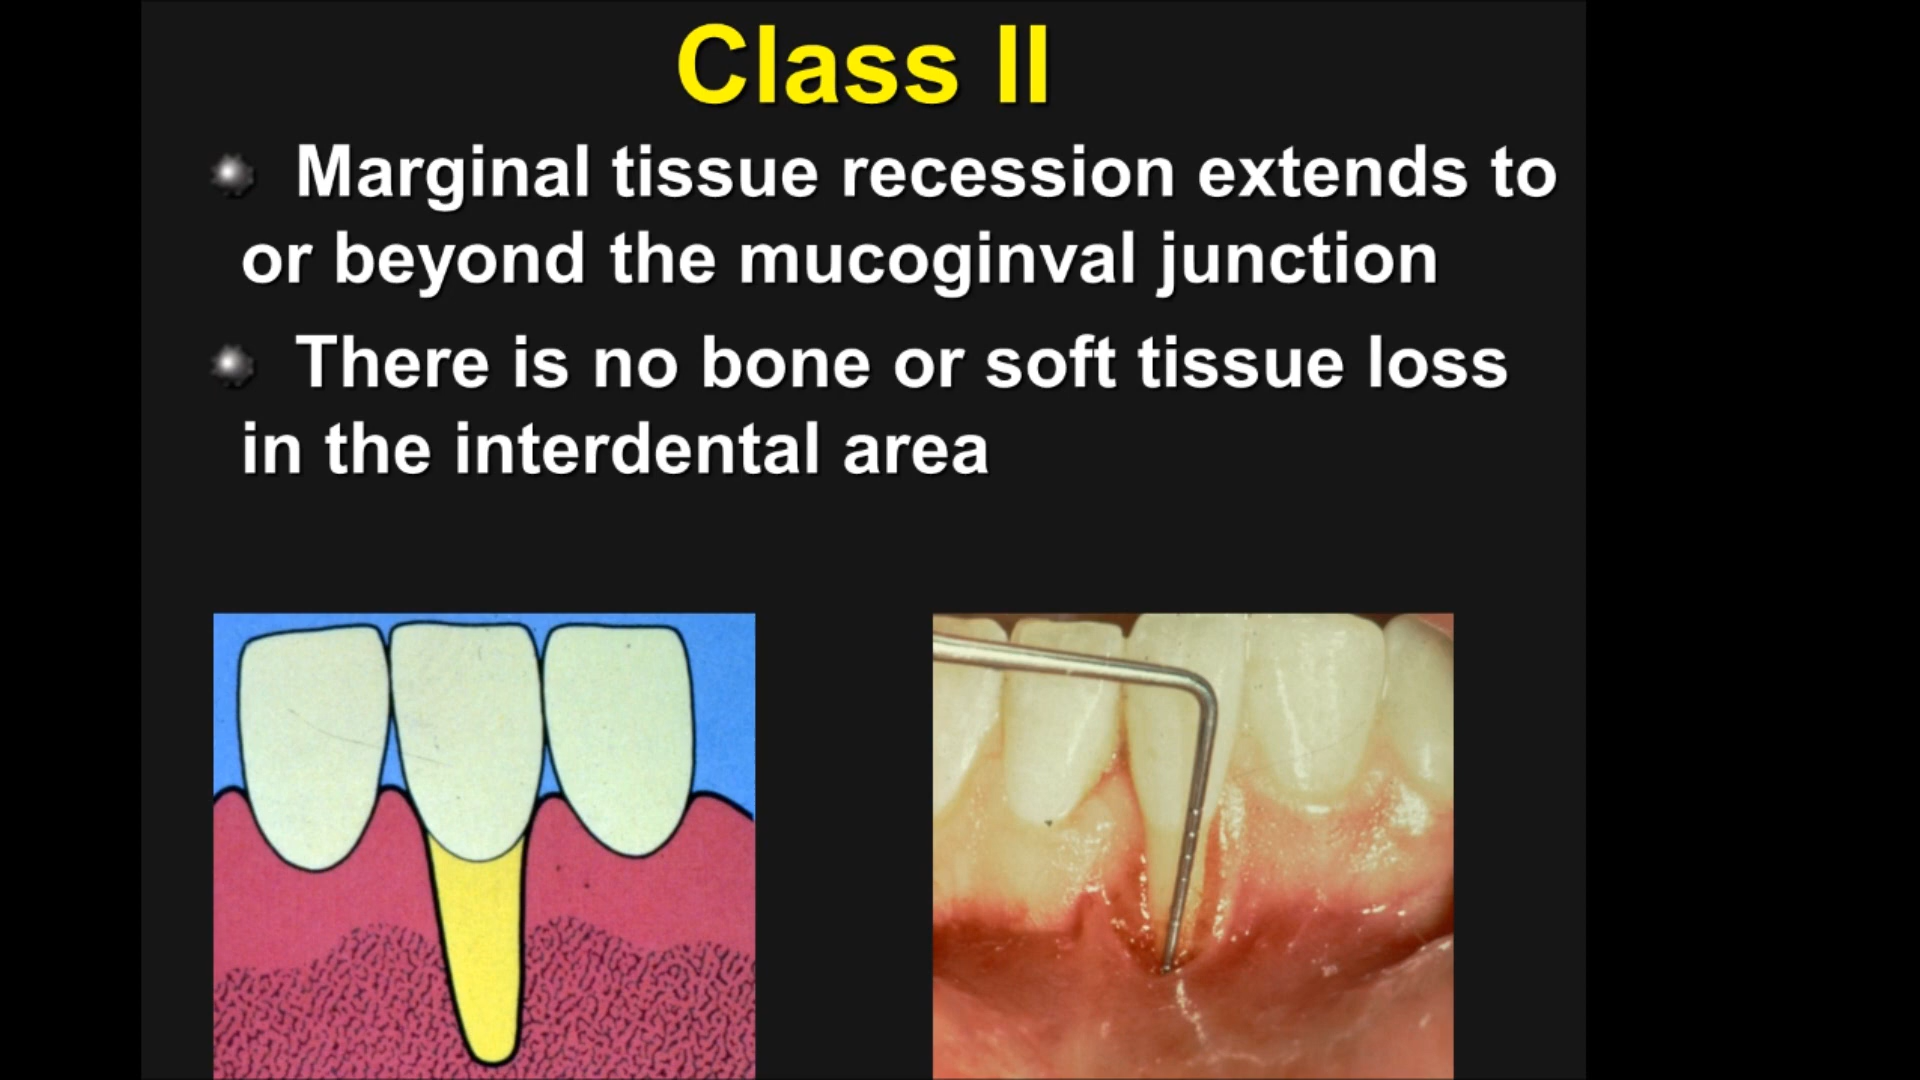 Class II
Marginal tissue recession extends to
or beyond the mucoginval junction
There is no bone or soft tissue loss
in the interdental area